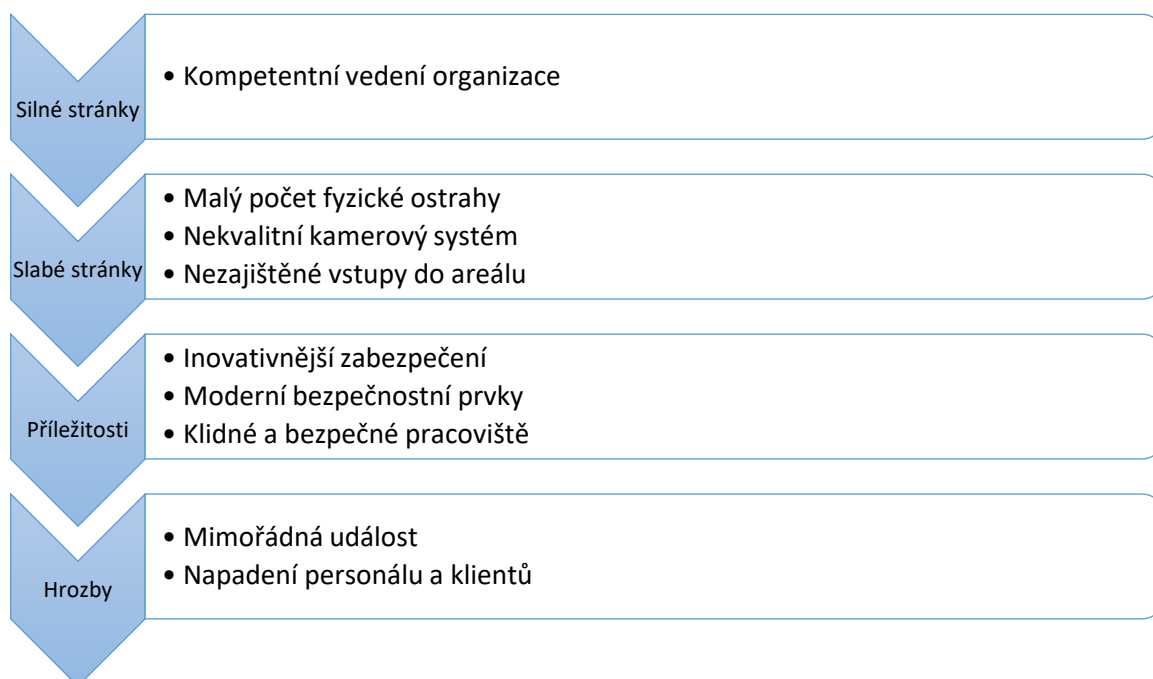 Silné stránky
• Kompetentní vedení organizace
Slabé stránky
• Malý počet fyzické ostrahy
• Nekvalitní kamerový systém
• Nezajištěné vstupy do areálu
Příležitosti
• Inovativnější zabezpečení
• Moderní bezpečnostní prvky
• Klidné a bezpečné pracoviště
Hrozby
• Mimořádná událost
• Napadení personálu a klientů